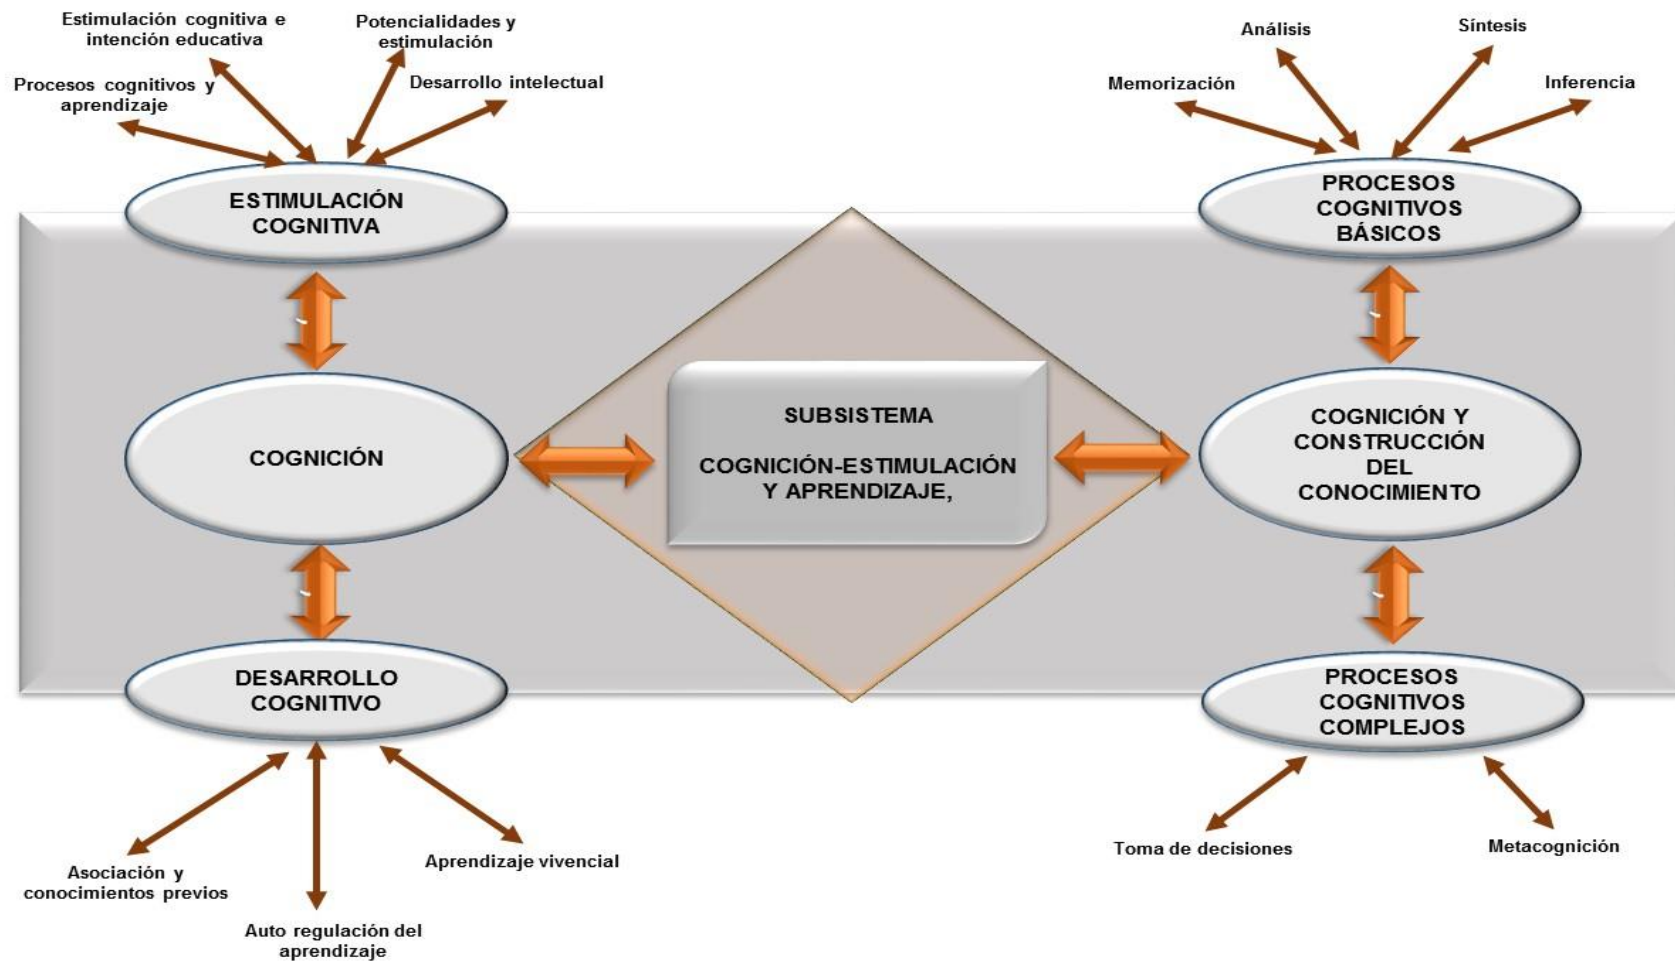 Estimulación cognitiva e
intención educativa
Potencialidades y
estimulación
Procesos cognitivos y
aprendizaje
Desarrollo intelectual
Análisis
Síntesis
Memorización
Inferencia
ESTIMULACIÓN
COGNITIVA
PROCESOS
COGNITIVOS
BÁSICOS
COGNICIÓN
SUBSISTEMA
COGNICIÓN-ESTIMULACIÓN
Y APRENDIZAJE,
COGNICIÓN Y
CONSTRUCCIÓN
DEL
CONOCIMIENTO
DESARROLLO
COGNITIVO
PROCESOS
COGNITIVOS
COMPLEJOS
Asociación y
conocimientos previos
Auto regulación del
aprendizaje
Aprendizaje vivencial
Toma de decisiones
Metacognición